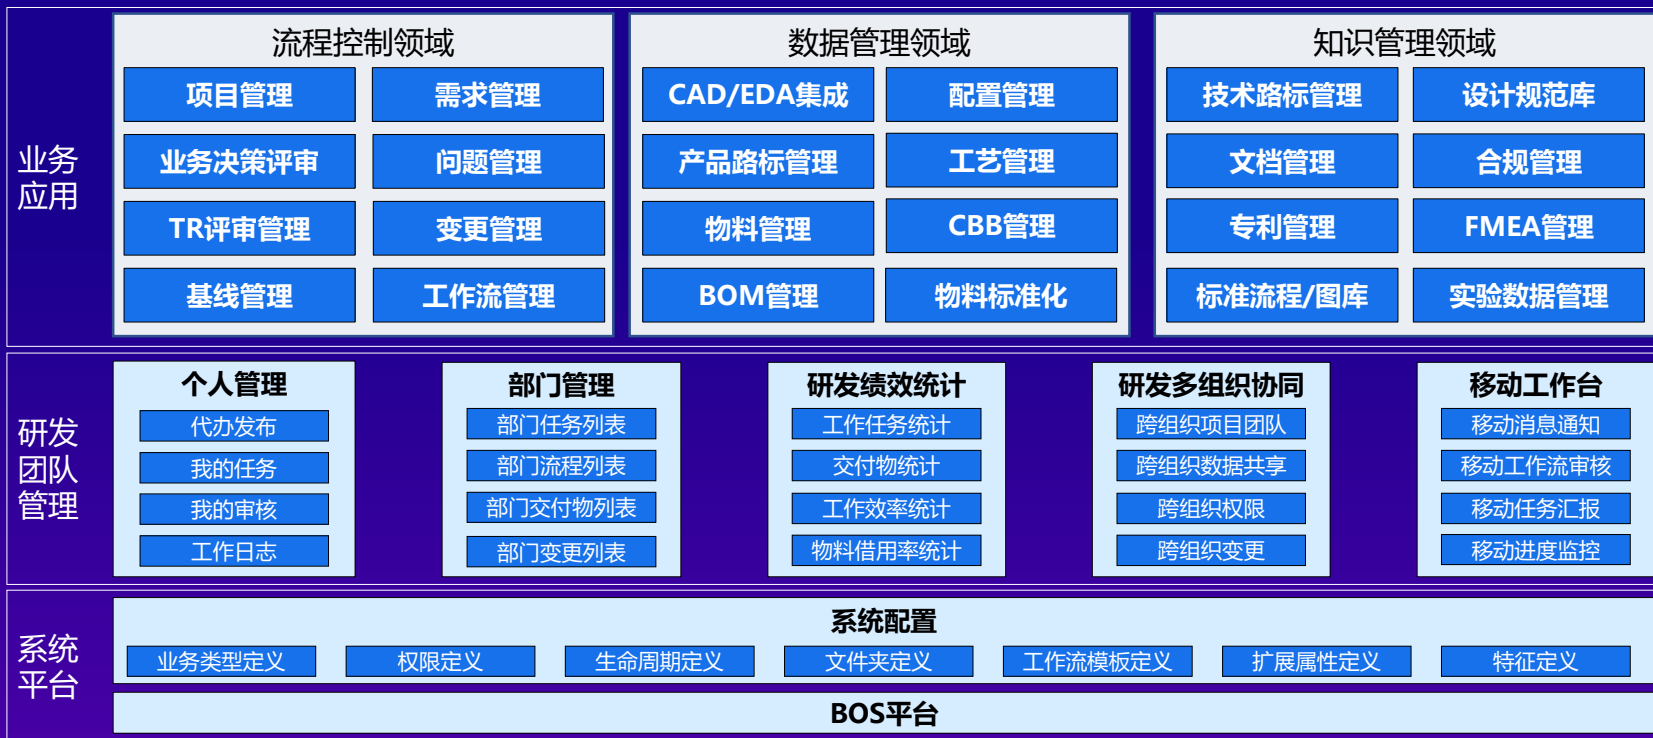 流程控制领域
数据管理领域
知识管理领域
项目管理
需求管理
CAD/EDA集成
配置管理
技术路标管理
设计规范库
业务决策评审
问题管理
产品路标管理
工艺管理
文档管理
合规管理
业务
应用
TR评审管理
变更管理
物料管理
CBB管理
专利管理
FMEA管理
基线管理
工作流管理
BOM管理
物料标准化
标准流程/图库
实验数据管理
研发
团队
管理
个人管理
代办发布
我的任务
我的审核
工作日志
部门管理
部门任务列表
部门流程列表
部门交付物列表
部门变更列表
研发绩效统计
工作任务统计
交付物统计
工作效率统计
物料借用率统计
研发多组织协同
跨组织项目团队
跨组织数据共享
跨组织权限
跨组织变更
移动工作台
移动消息通知
移动工作流审核
移动任务汇报
移动进度监控
系统
平台
系统配置
业务类型定义
权限定义
生命周期定义
文件夹定义
工作流模板定义
扩展属性定义
特征定义
BOS平台